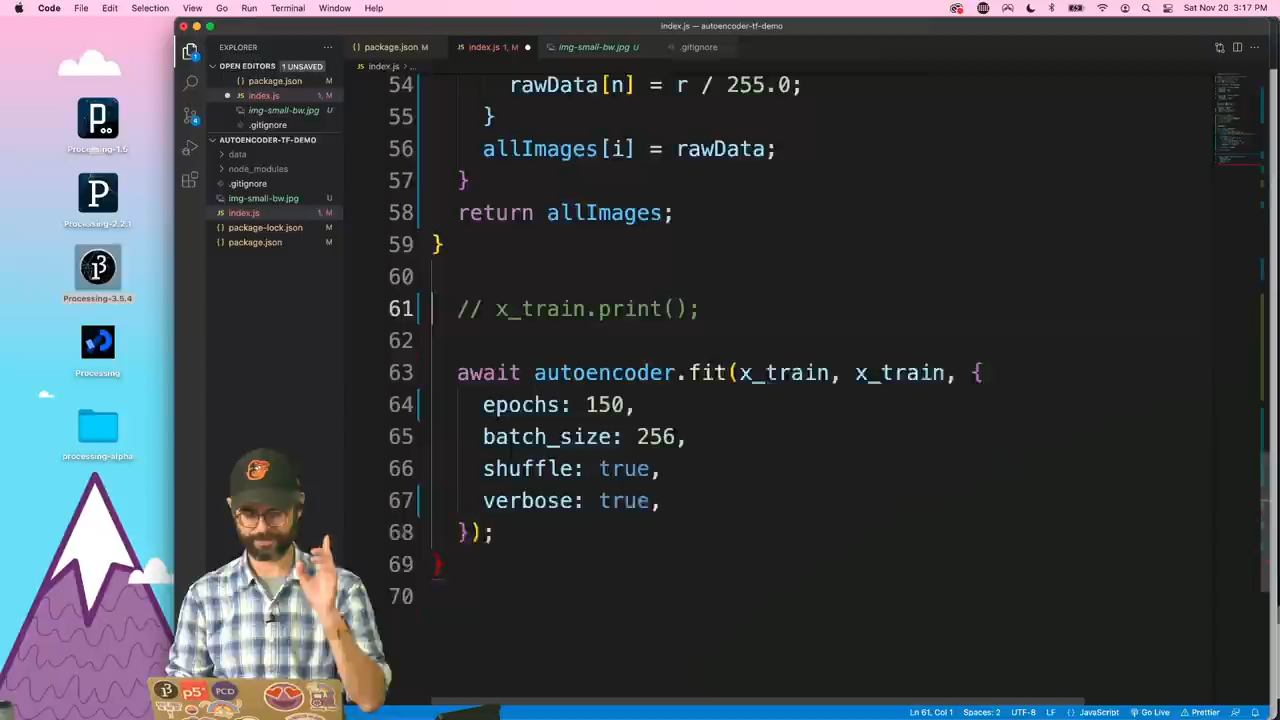 Code File Edit Selection View Go Run Terminal Window Help
Sat Nov 20 3:17 PM
index.js — autoencoder-tf-demo
EXPLORER
package.json M
index.js 1, M
img-small-bw.jpg U
.gitignore
OPEN EDITORS 1 UNSAVED
index.js > ...
package.json M
index.js 1, M
img-small-bw.jpg U
.gitignore
AUTOENCODER-TF-DEMO
data
node_modules
.gitignore
img-small-bw.jpg U
index.js 1, M
package-lock.json M
package.json M
54 rawData[n] = r / 255.0;
55 }
56 allImages[i] = rawData;
57 }
58 return allImages;
59 }
60
61 // x_train.print();
62
63 await autoencoder.fit(x_train, x_train, {
64 epochs: 150,
65 batch_size: 256,
66 shuffle: true,
67 verbose: true,
68 });
69 }
70
Processing-1.5
Processing-2.2.1
Processing-3.5.4
Processing
processing-alpha
p5*
PCD
Ln 61, Col 1 Spaces: 2 UTF-8 LF {} JavaScript Go Live Prettier